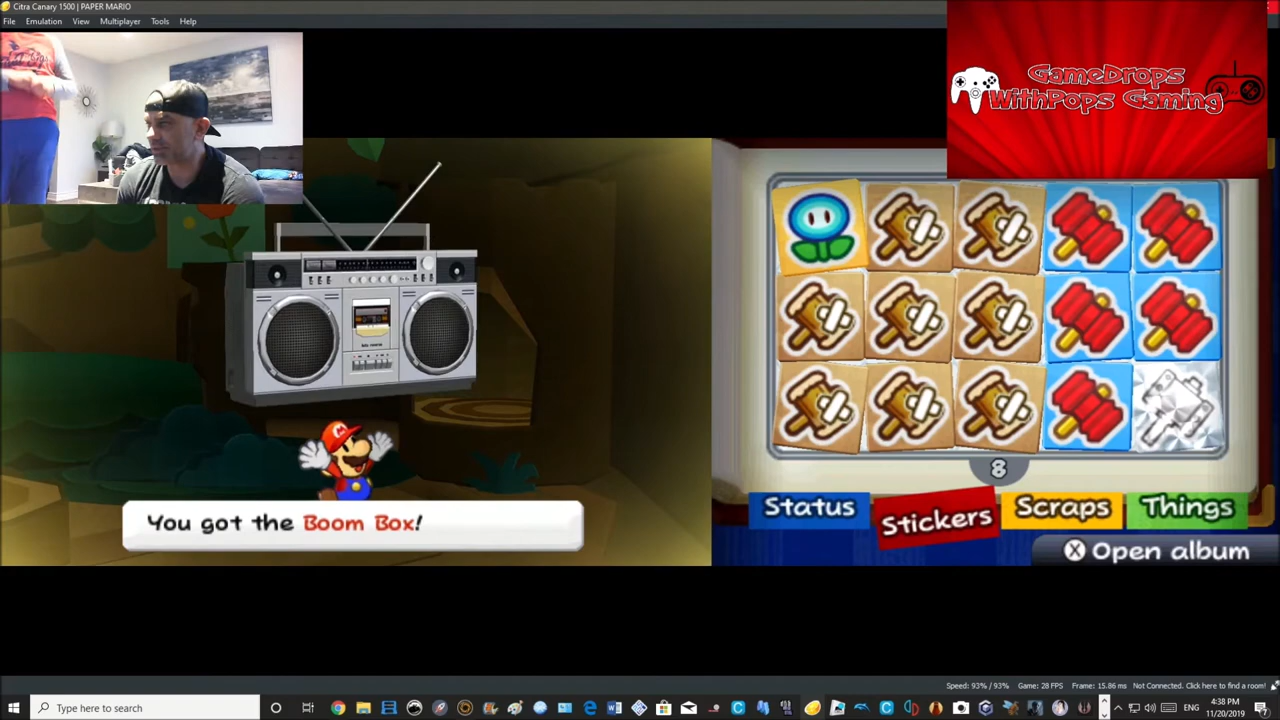 Citra Canary 1500 | PAPER MARIO
File Emulation View Multiplayer Tools Help
GameDrops
WithPops Gaming
You got the Boom Box!
8
Status Stickers Scraps Things
X Open album
Speed: 93% / 93% Game: 28 FPS Frame: 15.86 ms Not Connected. Click here to find a room!
Type here to search
ENG
4:38 PM
11/20/2019